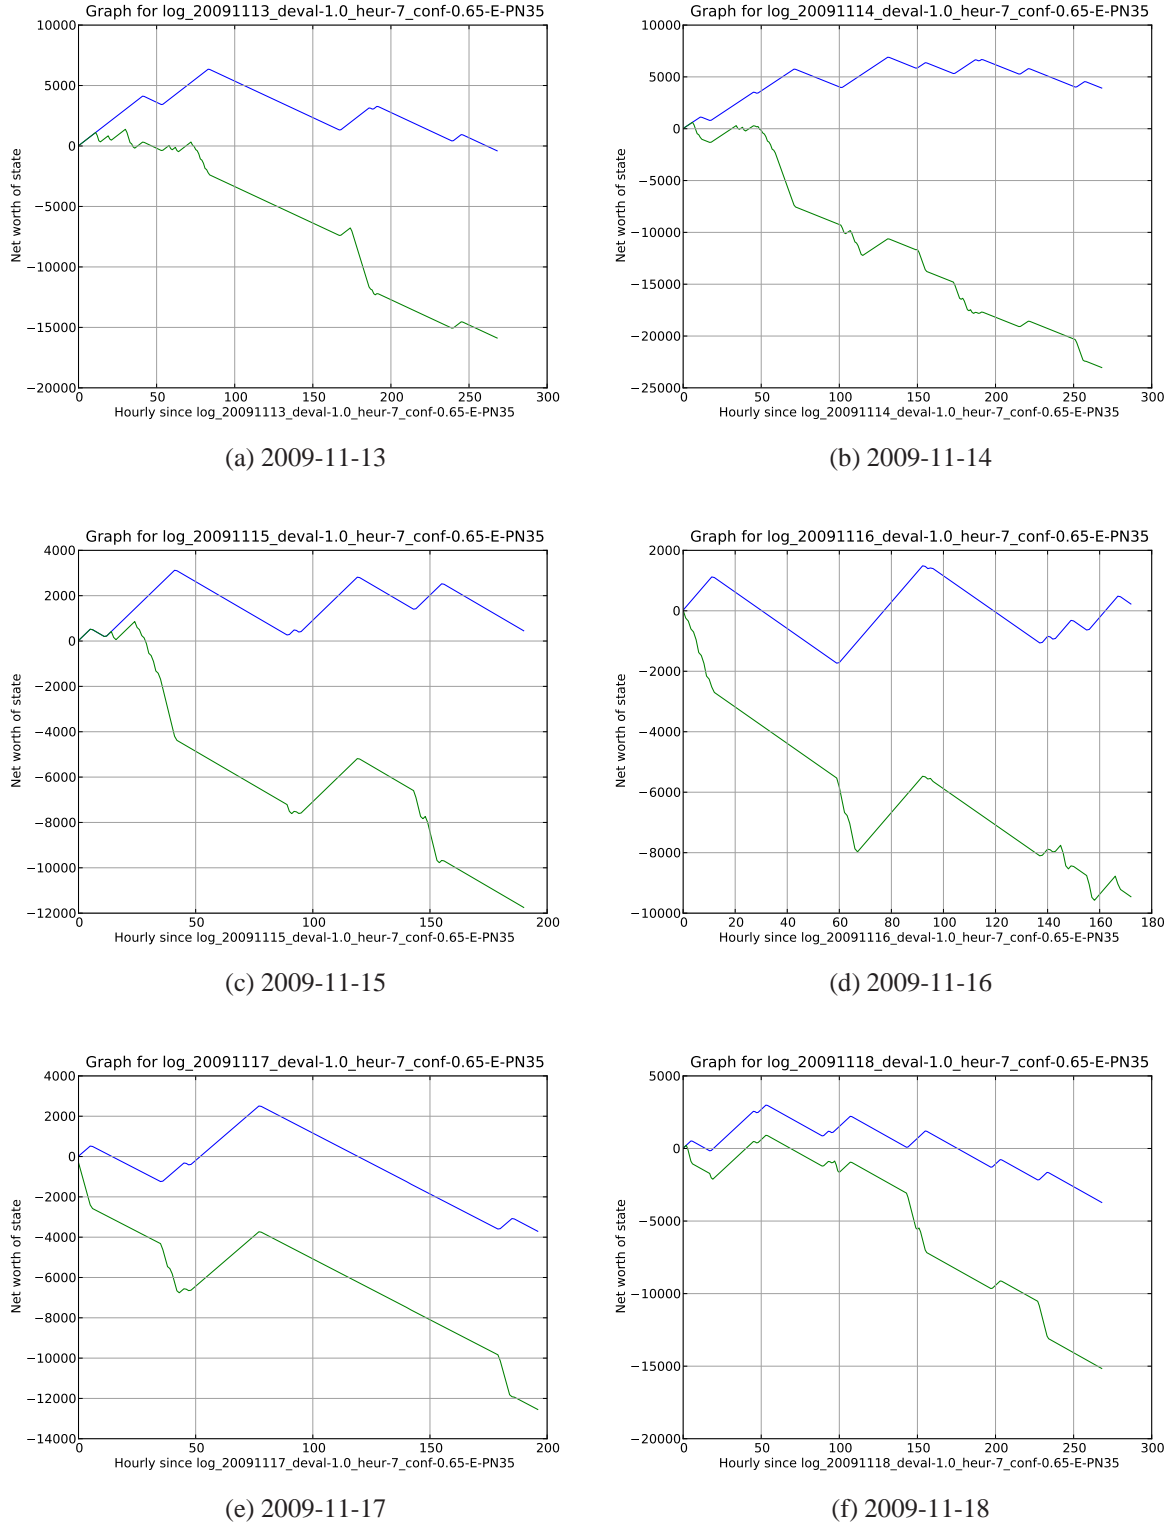 Graph for log_20091113_deval-1.0_heur-7_conf-0.65-E-PN35
10000
5000
0
−5000
−10000
−15000
−20000
Net worth of state
0 50 100 150 200 250 300
Hourly since log_20091113_deval-1.0_heur-7_conf-0.65-E-PN35
(a) 2009-11-13
Graph for log_20091114_deval-1.0_heur-7_conf-0.65-E-PN35
10000
5000
0
−5000
−10000
−15000
−20000
−25000
Net worth of state
0 50 100 150 200 250 300
Hourly since log_20091114_deval-1.0_heur-7_conf-0.65-E-PN35
(b) 2009-11-14
Graph for log_20091115_deval-1.0_heur-7_conf-0.65-E-PN35
4000
2000
0
−2000
−4000
−6000
−8000
−10000
−12000
Net worth of state
0 50 100 150 200
Hourly since log_20091115_deval-1.0_heur-7_conf-0.65-E-PN35
(c) 2009-11-15
Graph for log_20091116_deval-1.0_heur-7_conf-0.65-E-PN35
2000
0
−2000
−4000
−6000
−8000
−10000
Net worth of state
0 20 40 60 80 100 120 140 160 180
Hourly since log_20091116_deval-1.0_heur-7_conf-0.65-E-PN35
(d) 2009-11-16
Graph for log_20091117_deval-1.0_heur-7_conf-0.65-E-PN35
4000
2000
0
−2000
−4000
−6000
−8000
−10000
−12000
−14000
Net worth of state
0 50 100 150 200
Hourly since log_20091117_deval-1.0_heur-7_conf-0.65-E-PN35
(e) 2009-11-17
Graph for log_20091118_deval-1.0_heur-7_conf-0.65-E-PN35
5000
0
−5000
−10000
−15000
−20000
Net worth of state
0 50 100 150 200 250 300
Hourly since log_20091118_deval-1.0_heur-7_conf-0.65-E-PN35
(f) 2009-11-18